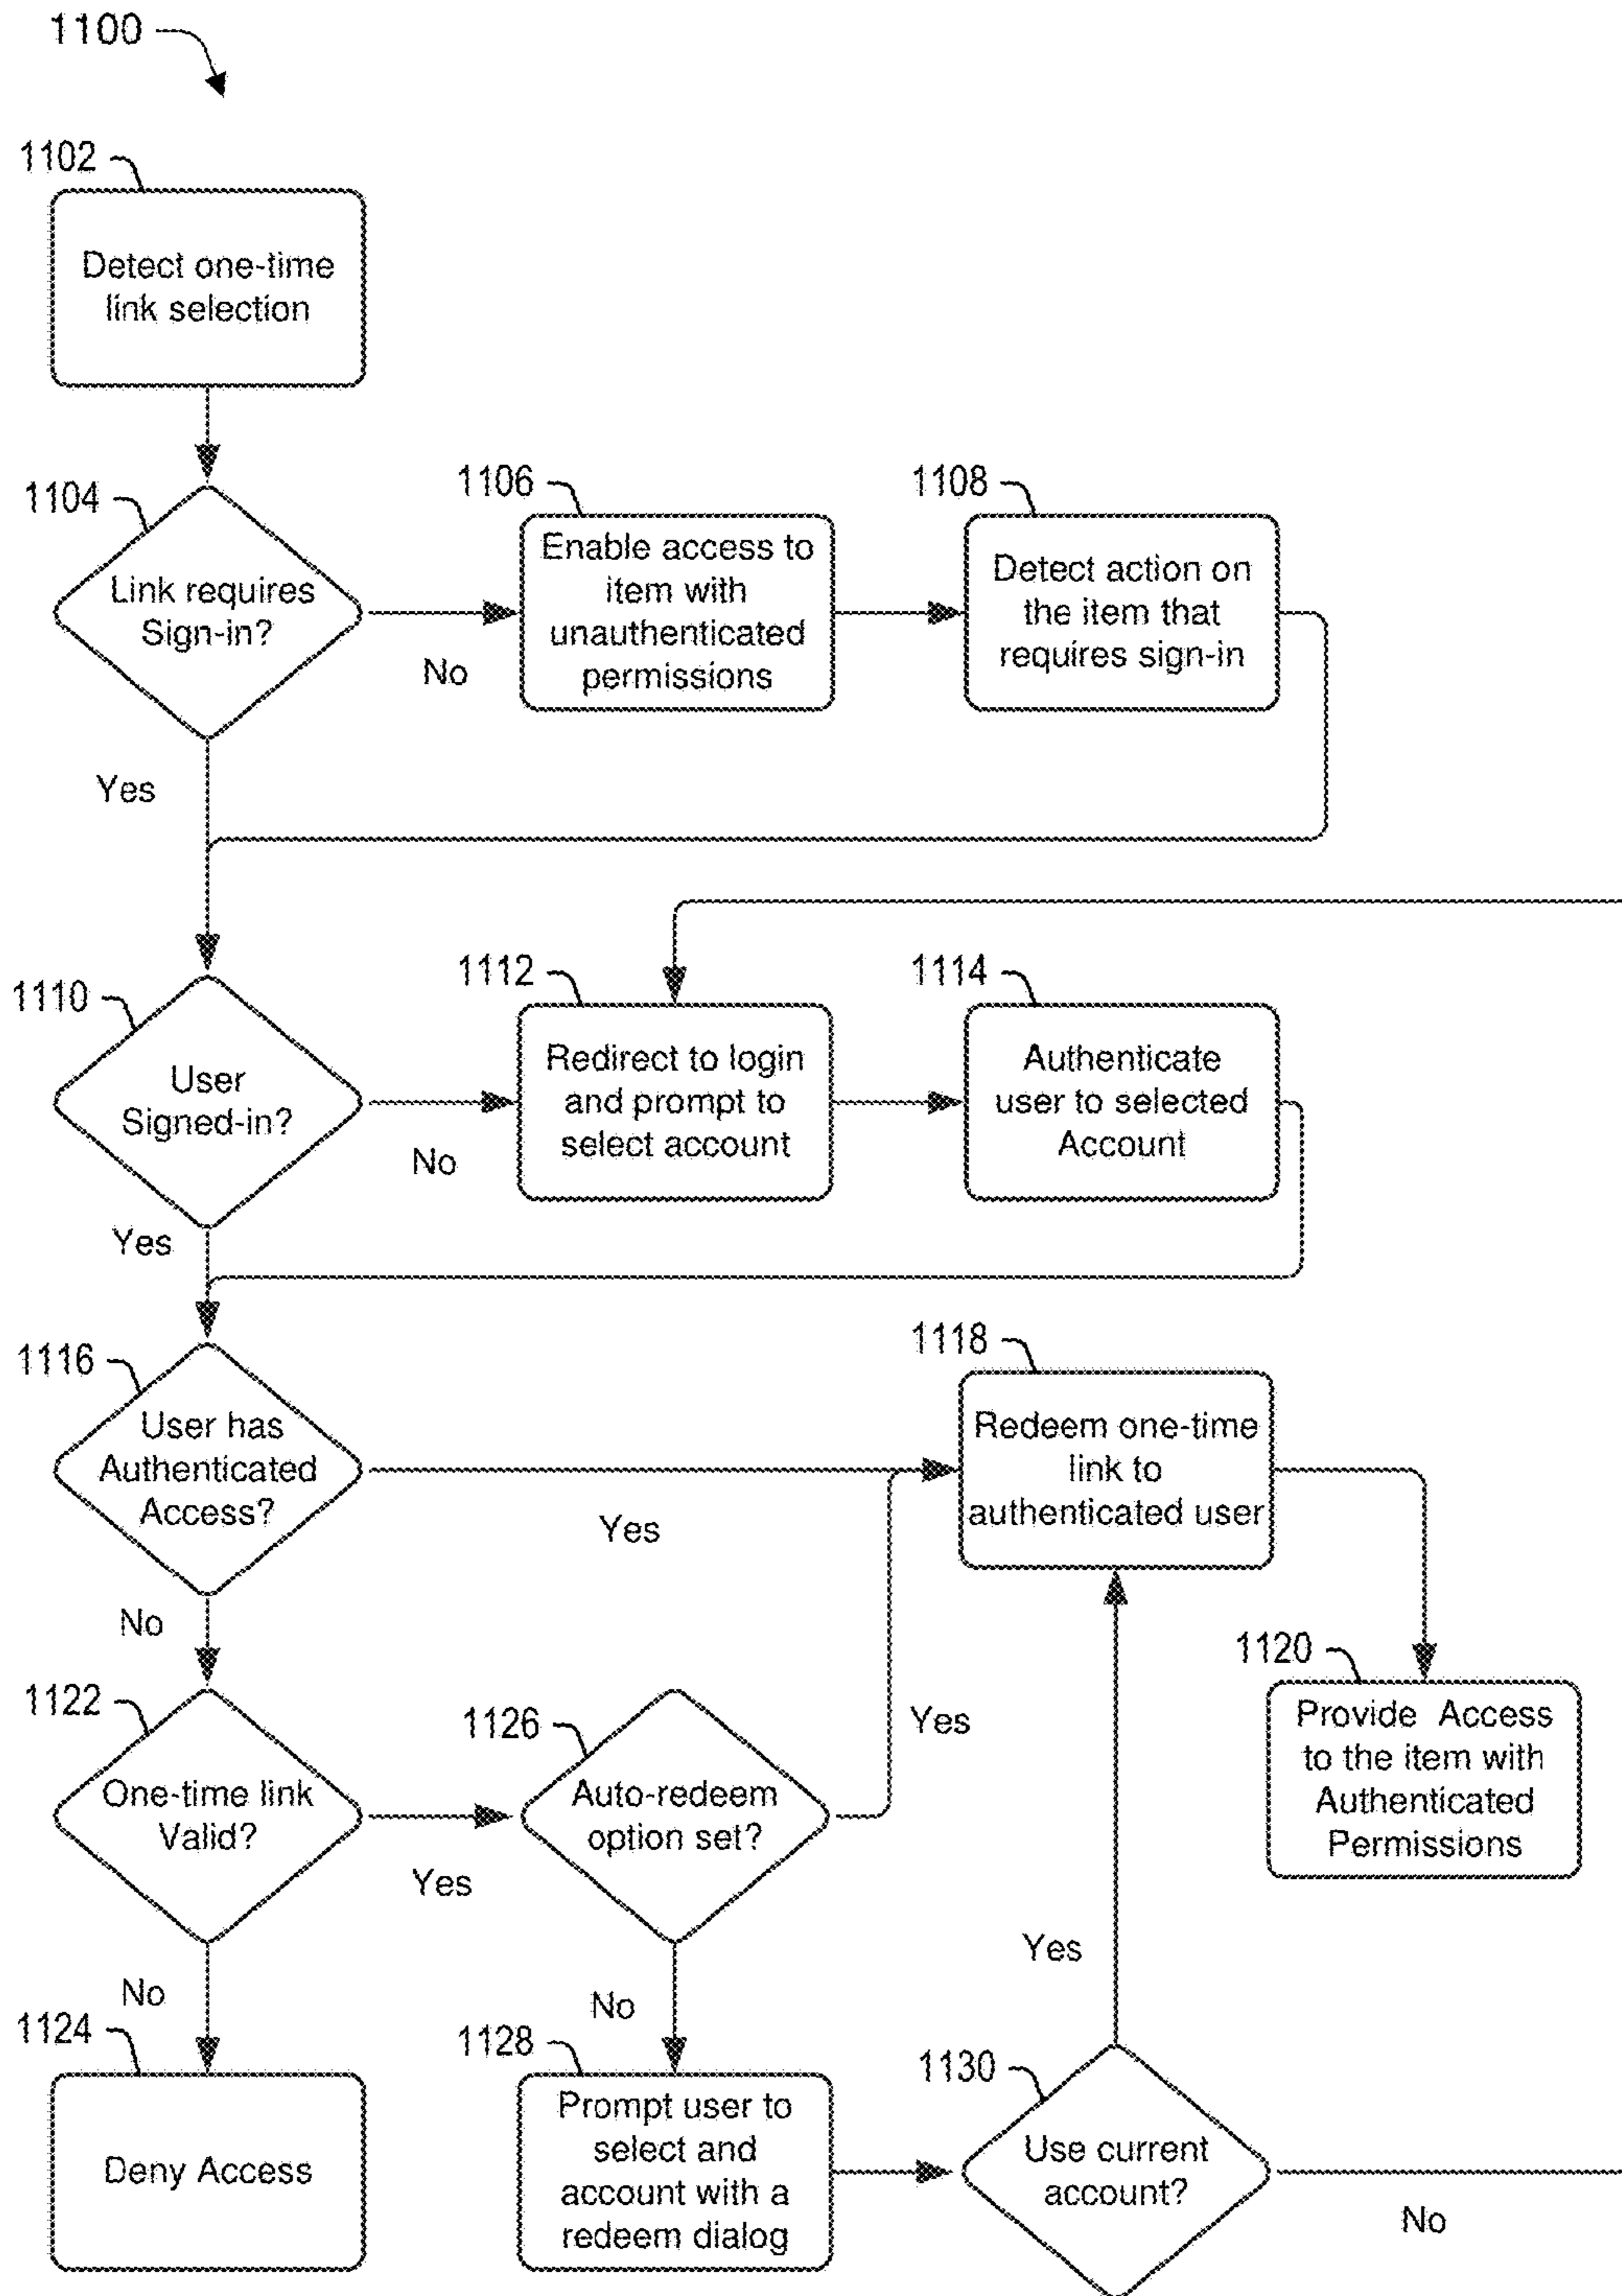 1100
1102
Detect one-time
link selection
1104
Link requires
Sign-in?
No
Yes
1106
Enable access to
item with
unauthenticated
permissions
1108
Detect action on
the item that
requires sign-in
1110
User
Signed-in?
No
Yes
1112
Redirect to login
and prompt to
select account
1114
Authenticate
user to selected
Account
1116
User has
Authenticated
Access?
Yes
No
1118
Redeem one-time
link to
authenticated user
1120
Provide Access
to the item with
Authenticated
Permissions
1122
One-time link
Valid?
Yes
No
1124
Deny Access
1126
Auto-redeem
option set?
Yes
No
1128
Prompt user to
select and
account with a
redeem dialog
1130
Use current
account?
Yes
No